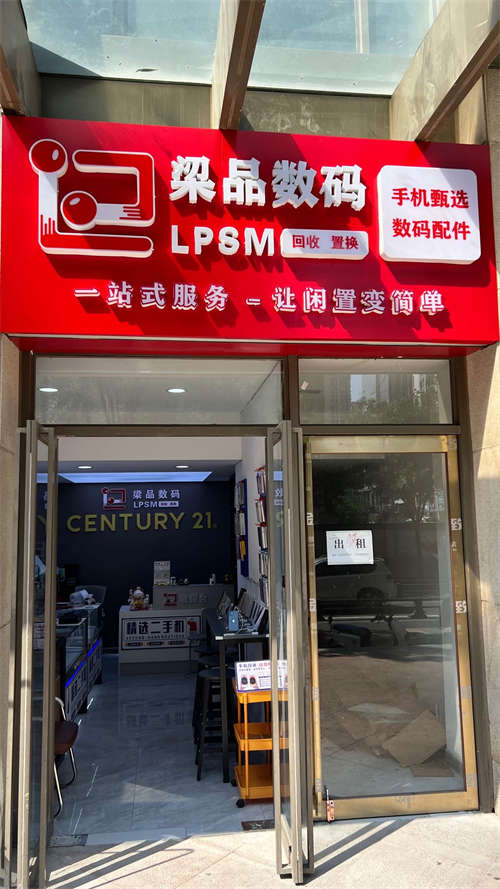 梁品数码
LPSM 回收 置换
手机甄选
数码配件
一站式服务 - 让闲置变简单
梁品数码
LPSM
CENTURY 21
出租
精选二手机